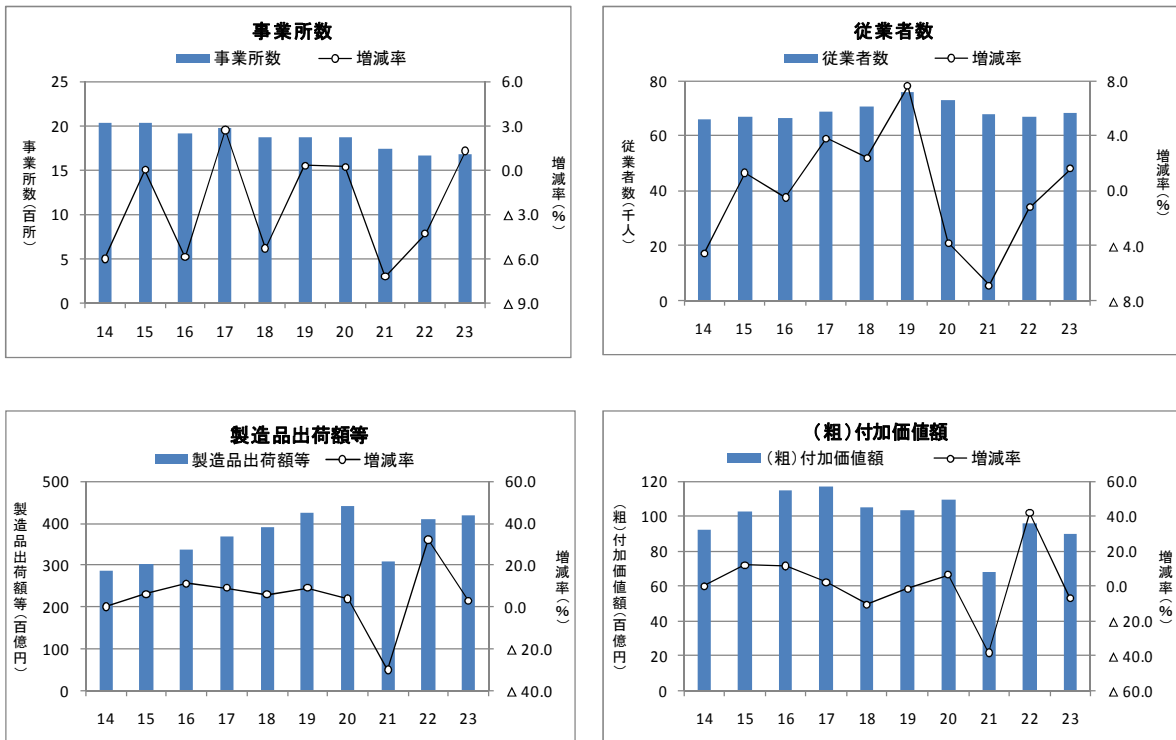 事業所数
事業所数 増減率
25 6.0
20 3.0
15 0.0
10 △ 3.0
5 △ 6.0
0 △ 9.0
事業所数(百所)
増減率(%)
14 15 16 17 18 19 20 21 22 23
従業者数
従業者数 増減率
80 8.0
60 4.0
40 0.0
20 △ 4.0
0 △ 8.0
従業者数(千人)
増減率(%)
14 15 16 17 18 19 20 21 22 23
製造品出荷額等
製造品出荷額等 増減率
500 60.0
400 40.0
300 20.0
200 0.0
100 △ 20.0
0 △ 40.0
製造品出荷額等(百億円)
増減率(%)
14 15 16 17 18 19 20 21 22 23
(粗)付加価値額
(粗)付加価値額 増減率
120 60.0
100 40.0
80 20.0
60 0.0
40 △ 20.0
20 △ 40.0
0 △ 60.0
(粗)付加価値額(百億円)
増減率(%)
14 15 16 17 18 19 20 21 22 23